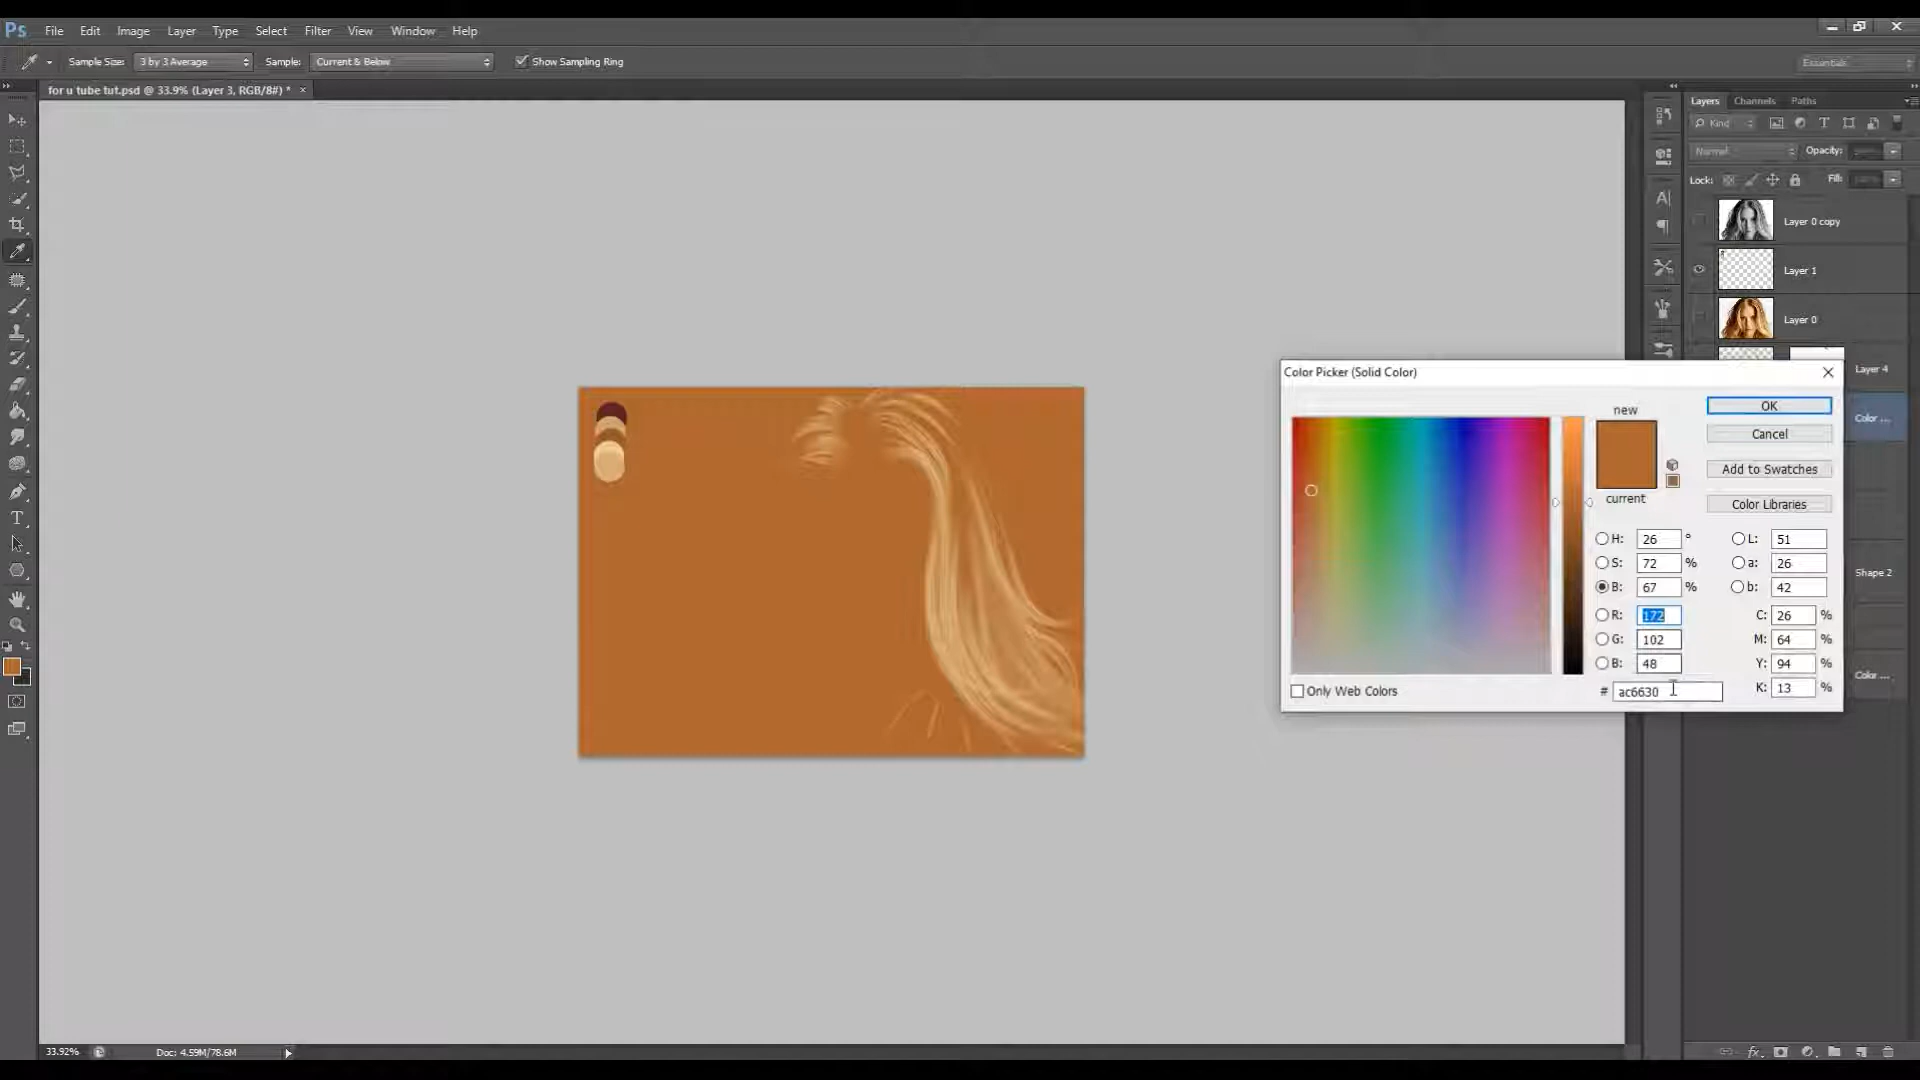 Ps File Edit Image Layer Type Select Filter View Window Help
Sample Size: 3 by 3 Average Sample: Current & Below Show Sampling Ring Essentials
for u tube tut.psd @ 33.9% (Layer 3, RGB/8#) * ×
Layers Channels Paths
Kind
Normal Opacity:
Lock: Fill:
Layer 0 copy
Layer 1
Layer 0
Layer 4
Color ...
Shape 2
Color ...
Color Picker (Solid Color)
new
current
OK
Cancel
Add to Swatches
Color Libraries
H: 26 ° L: 51
S: 72 % a: 26
B: 67 % b: 42
R: 172 C: 26 %
G: 102 M: 64 %
B: 48 Y: 94 %
# ac6630 K: 13 %
Only Web Colors
33.92% Doc: 4.59M/78.6M